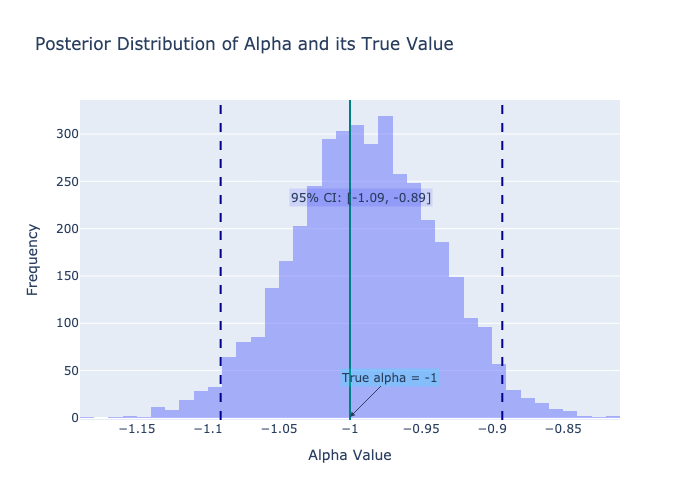 Posterior Distribution of Alpha and its True Value
Frequency
300
250
200
150
100
50
0
95% CI: [-1.09, -0.89]
True alpha = -1
−1.15 −1.1 −1.05 −1 −0.95 −0.9 −0.85
Alpha Value